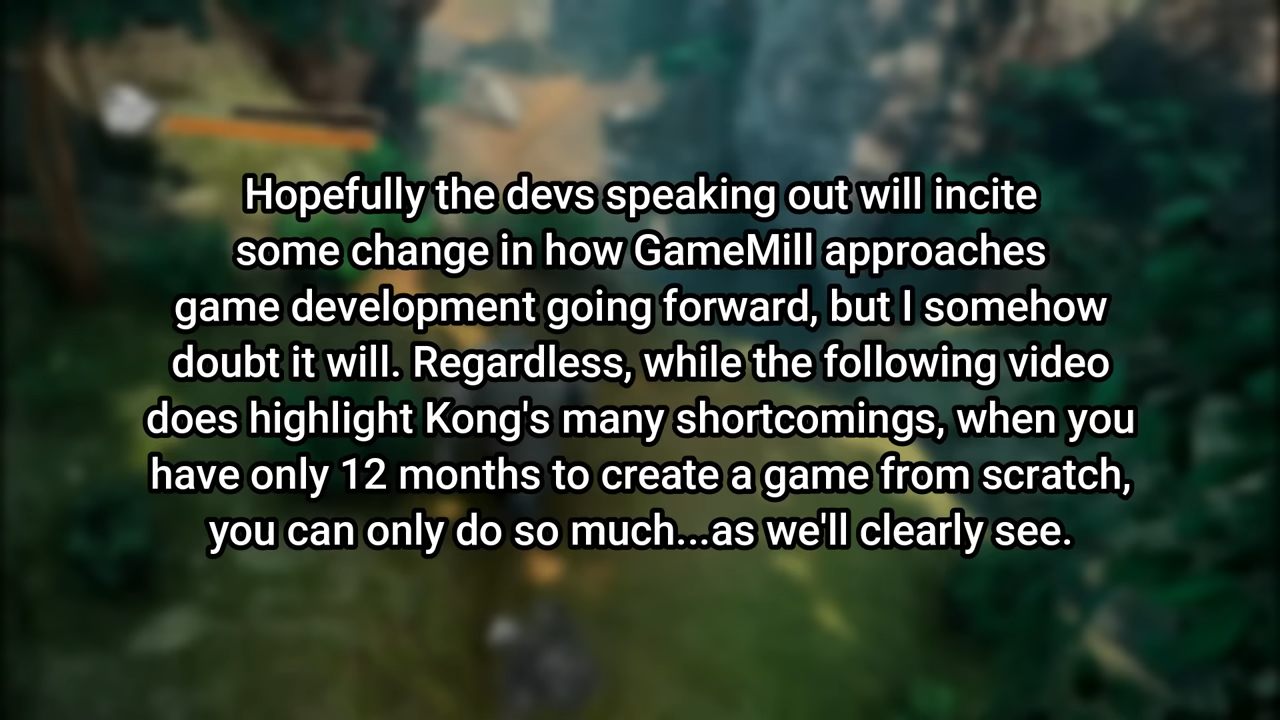 Hopefully the devs speaking out will incite
some change in how GameMill approaches
game development going forward, but I somehow
doubt it will. Regardless, while the following video
does highlight Kong's many shortcomings, when you
have only 12 months to create a game from scratch,
you can only do so much...as we'll clearly see.